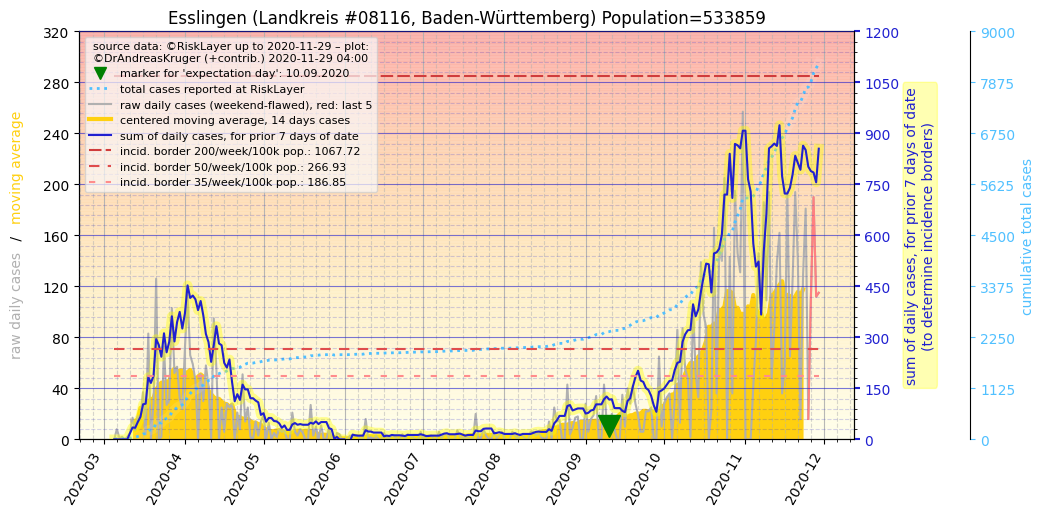 Esslingen (Landkreis #08116, Baden-Württemberg) Population=533859
source data: ©RiskLayer up to 2020-11-29 – plot:
©DrAndreasKruger (+contrib.) 2020-11-29 04:00
marker for 'expectation day': 10.09.2020
total cases reported at RiskLayer
raw daily cases (weekend-flawed), red: last 5
centered moving average, 14 days cases
sum of daily cases, for prior 7 days of date
incid. border 200/week/100k pop.: 1067.72
incid. border 50/week/100k pop.: 266.93
incid. border 35/week/100k pop.: 186.85
raw daily cases / moving average
320
280
240
200
160
120
80
40
0
2020-03
2020-04
2020-05
2020-06
2020-07
2020-08
2020-09
2020-10
2020-11
2020-12
1200
1050
900
750
600
450
300
150
0
sum of daily cases, for prior 7 days of date
(to determine incidence borders)
9000
7875
6750
5625
4500
3375
2250
1125
0
cumulative total cases